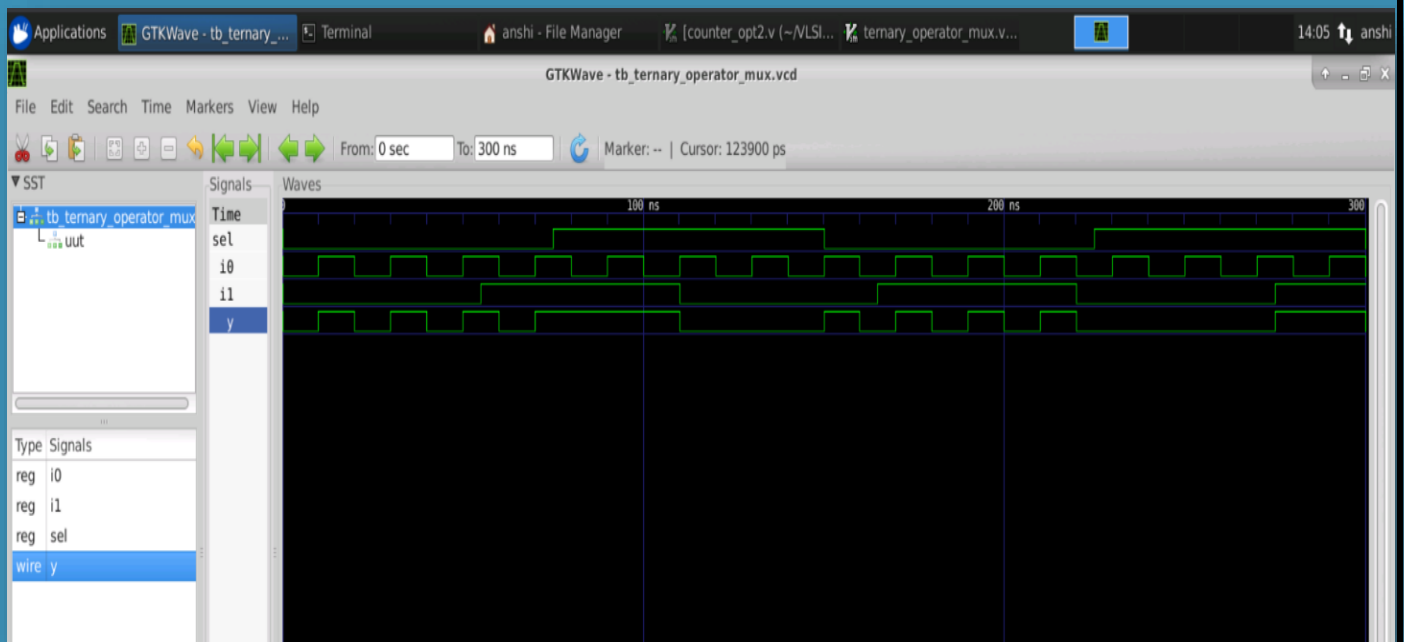 Applications GTKWave - tb_ternary_... Terminal anshi - File Manager [counter_opt2.v (~/VLSI... ternary_operator_mux.v... 14:05 anshi
GTKWave - tb_ternary_operator_mux.vcd
File Edit Search Time Markers View Help
From: 0 sec To: 300 ns Marker: -- | Cursor: 123900 ps
SST
Signals
Waves
tb_ternary_operator_mux
uut
Time
sel
i0
i1
y
0 100 ns 200 ns 300
Type Signals
reg i0
reg i1
reg sel
wire y